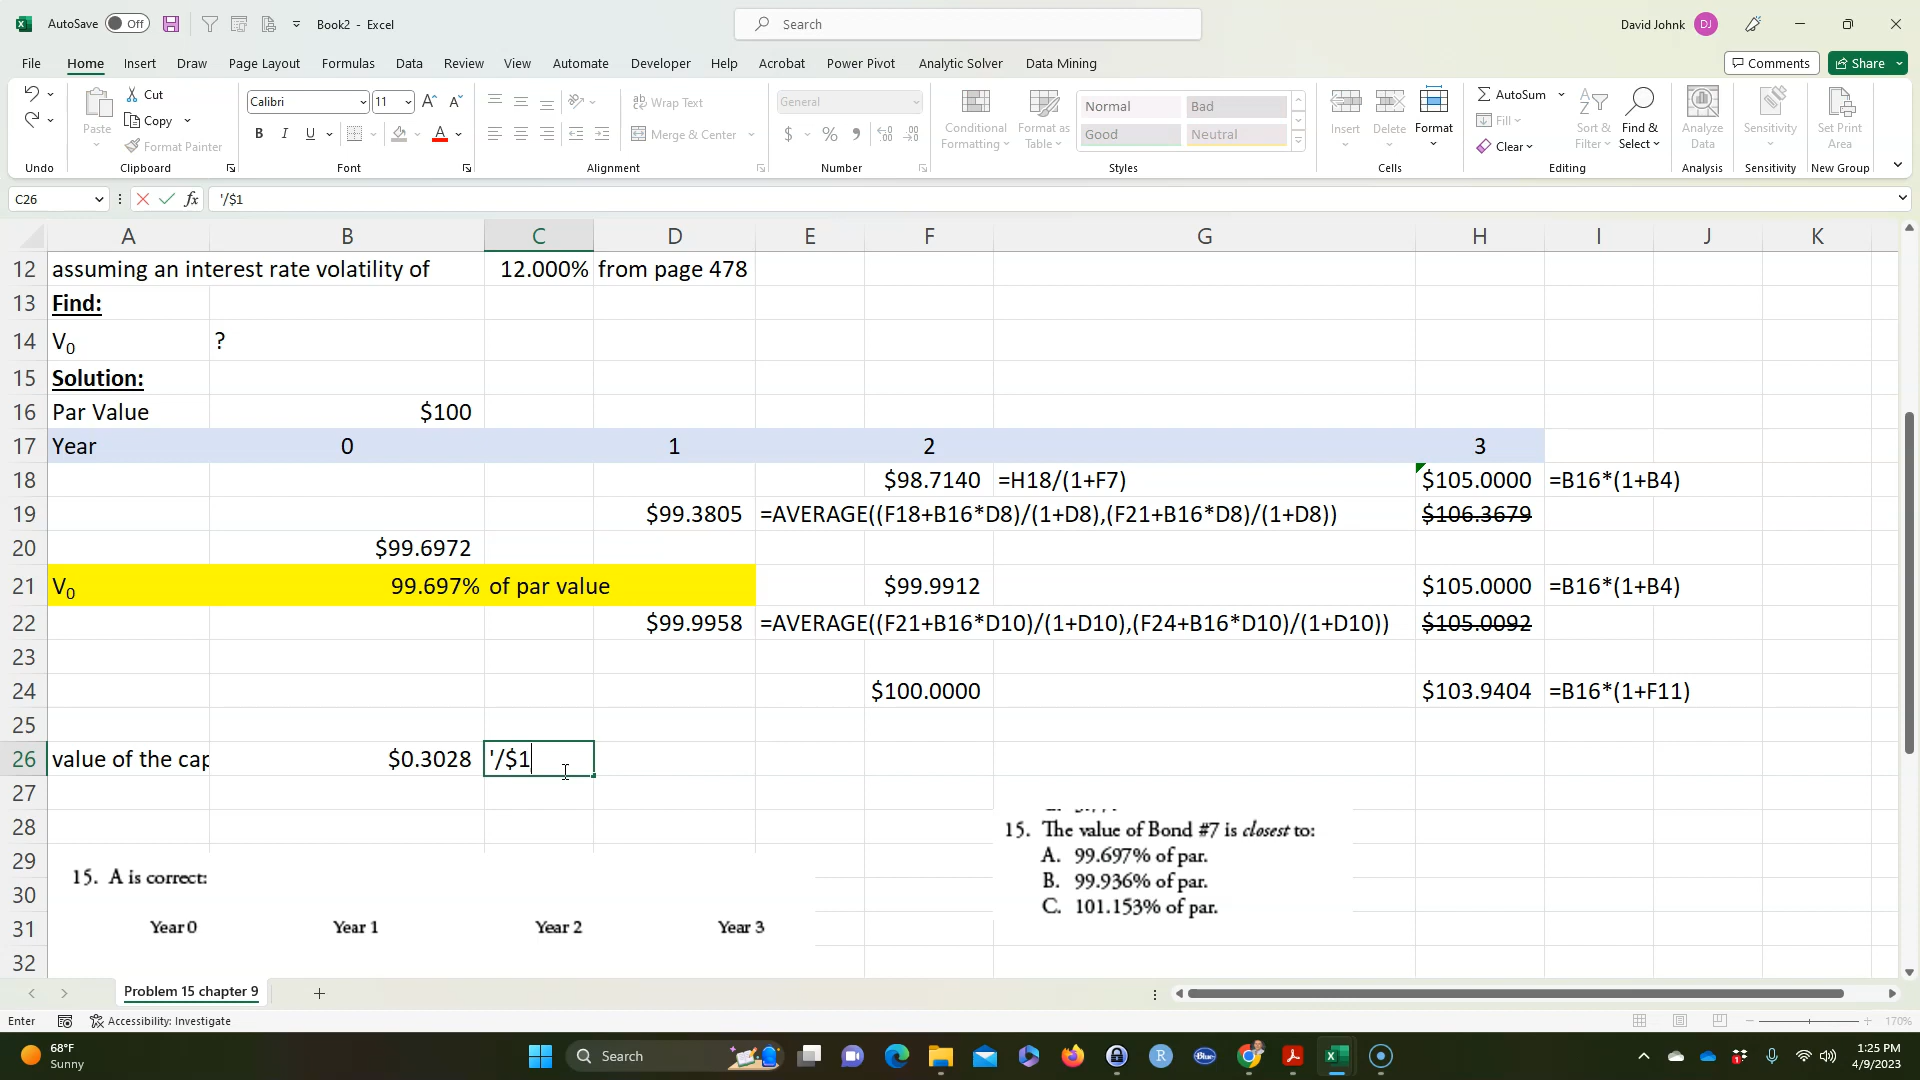 AutoSave Off Book2 - Excel Search David Johnk DJ
File Home Insert Draw Page Layout Formulas Data Review View Automate Developer Help Acrobat Power Pivot Analytic Solver Data Mining Comments Share
Cut Calibri 11 A^ Aˇ Wrap Text General Normal Bad AutoSum
Paste Copy B I U A Merge & Center $ % 9 Conditional Formatting Format as Table Good Neutral Insert Delete Format Fill Sort & Filter Find & Select Analyze Data Sensitivity Set Print Area
Format Painter Clear
Undo Clipboard Font Alignment Number Styles Cells Editing Analysis Sensitivity New Group
C26 fx '/$1
A B C D E F G H I J K
12 assuming an interest rate volatility of 12.000% from page 478
13 Find:
14 V0 ?
15 Solution:
16 Par Value $100
17 Year 0 1 2 3
18 $98.7140 =H18/(1+F7) $105.0000 =B16*(1+B4)
19 $99.3805 =AVERAGE((F18+B16*D8)/(1+D8),(F21+B16*D8)/(1+D8)) $106.3679
20 $99.6972
21 V0 99.697% of par value $99.9912 $105.0000 =B16*(1+B4)
22 $99.9958 =AVERAGE((F21+B16*D10)/(1+D10),(F24+B16*D10)/(1+D10)) $105.0092
23
24 $100.0000 $103.9404 =B16*(1+F11)
25
26 value of the cap $0.3028 '/$1
27
28
15. The value of Bond #7 is closest to:
A. 99.697% of par.
29
15. A is correct:
B. 99.936% of par.
30
C. 101.153% of par.
31 Year 0 Year 1 Year 2 Year 3
32
Problem 15 chapter 9
Enter Accessibility: Investigate 170%
68°F
Sunny
Search
1:25 PM
4/9/2023